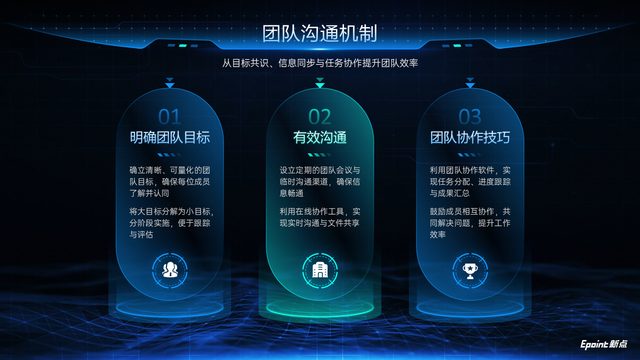 团队沟通机制
从目标共识、信息同步与任务协作提升团队效率
01
明确团队目标
确立清晰、可量化的团
队目标，确保每位成员
了解并认同
将大目标分解为小目标，
分阶段实施，便于跟踪
与评估
02
有效沟通
设立定期的团队会议与
临时沟通渠道，确保信
息畅通
利用在线协作工具，实
现实时沟通与文件共享
03
团队协作技巧
利用团队协作软件，实
现任务分配、进度跟踪
与成果汇总
鼓励成员相互协作，共
同解决问题，提升工作
效率
Epoint新点